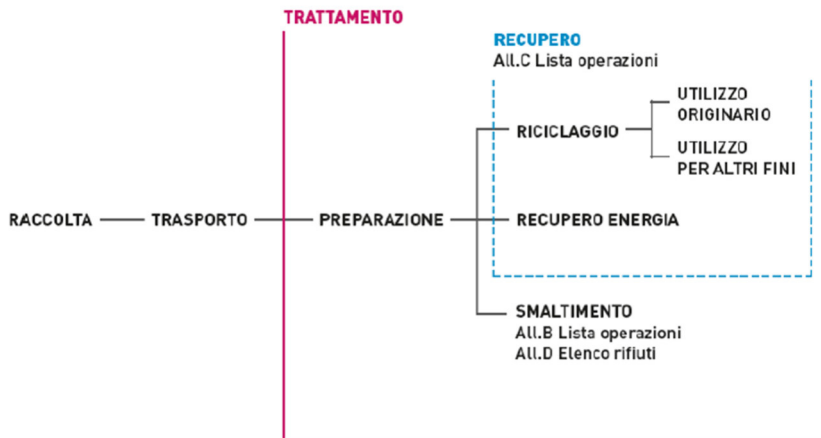 TRATTAMENTO
RECUPERO
All.C Lista operazioni
UTILIZZO
ORIGINARIO
RICICLAGGIO
UTILIZZO
PER ALTRI FINI
RACCOLTA
TRASPORTO
PREPARAZIONE
RECUPERO ENERGIA
SMALTIMENTO
All.B Lista operazioni
All.D Elenco rifiuti